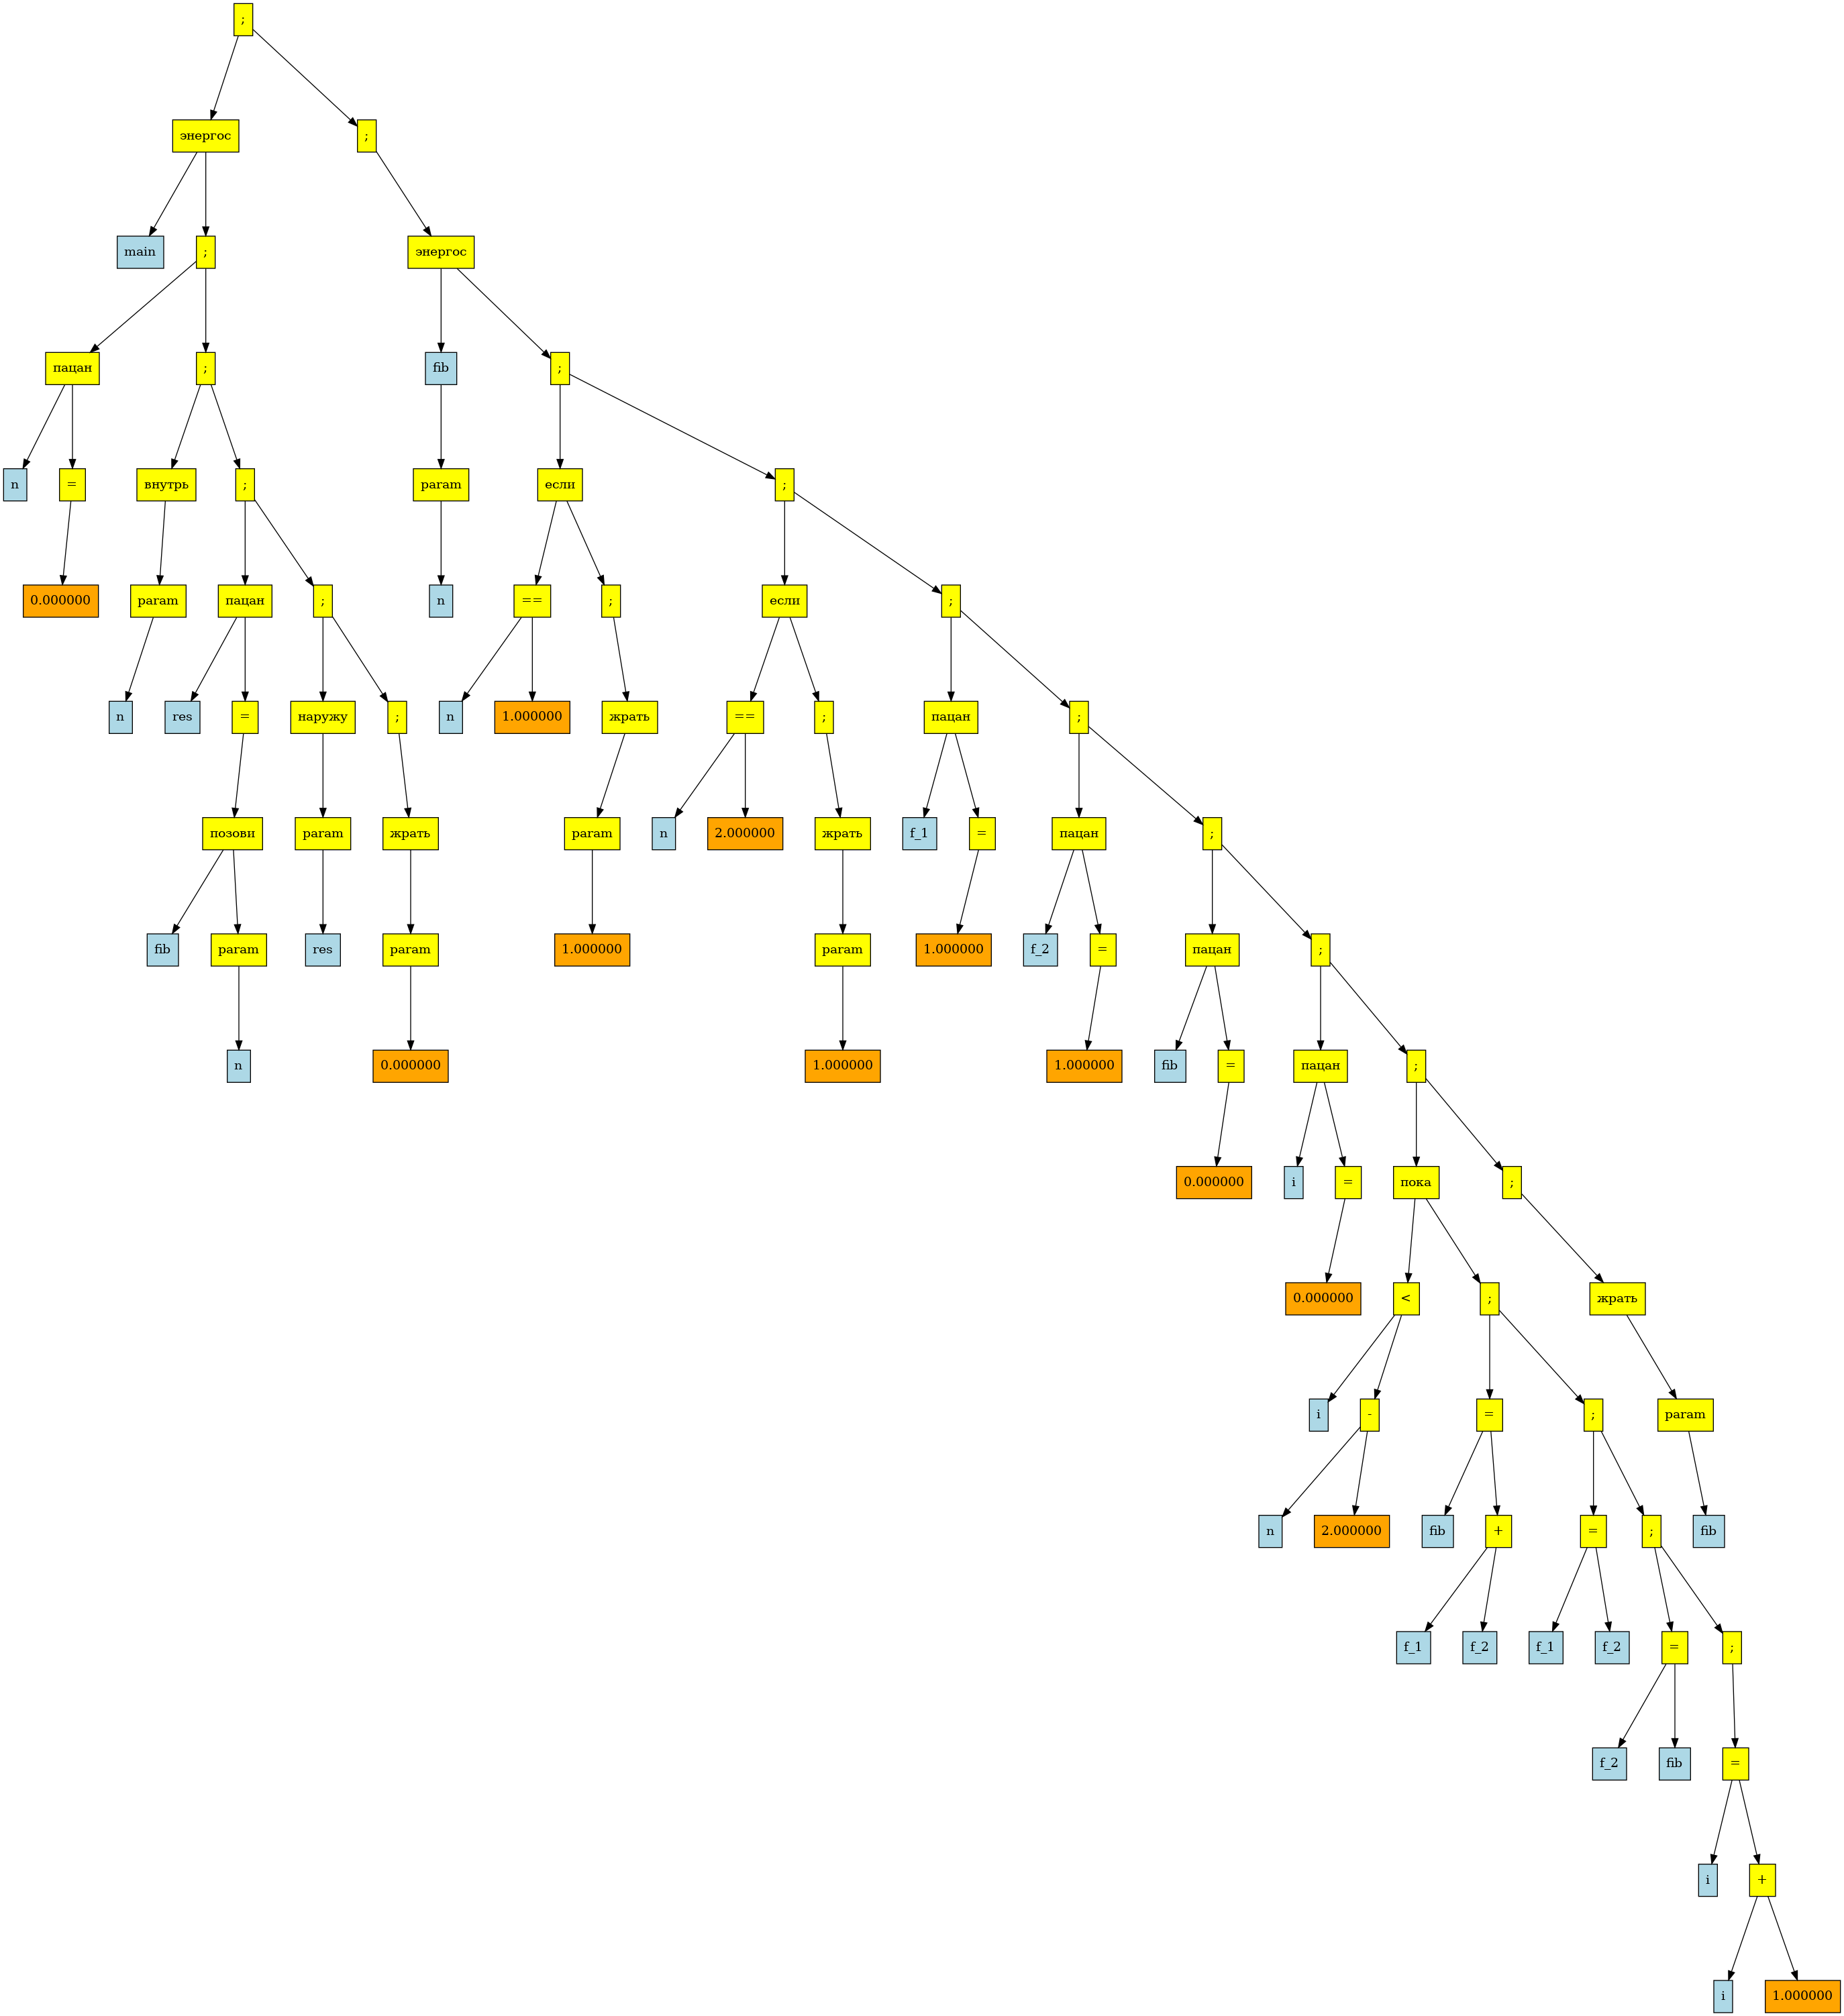 ;
энергос ;
main ; энергос
пацан ; fib ;
n = внутрь ; param если ;
0.000000 param пацан ; n == ; если ;
n res = наружу ; n 1.000000 жрать == ; пацан ;
позови param жрать param n 2.000000 жрать f_1 = пацан ;
fib param res param 1.000000 param 1.000000 f_2 = пацан ;
n 0.000000 1.000000 1.000000 fib = пацан ;
0.000000 i = пока ;
0.000000 < ; жрать
i - = ; param
n 2.000000 fib + = ; fib
f_1 f_2 f_1 f_2 = ;
f_2 fib =
i +
i 1.000000